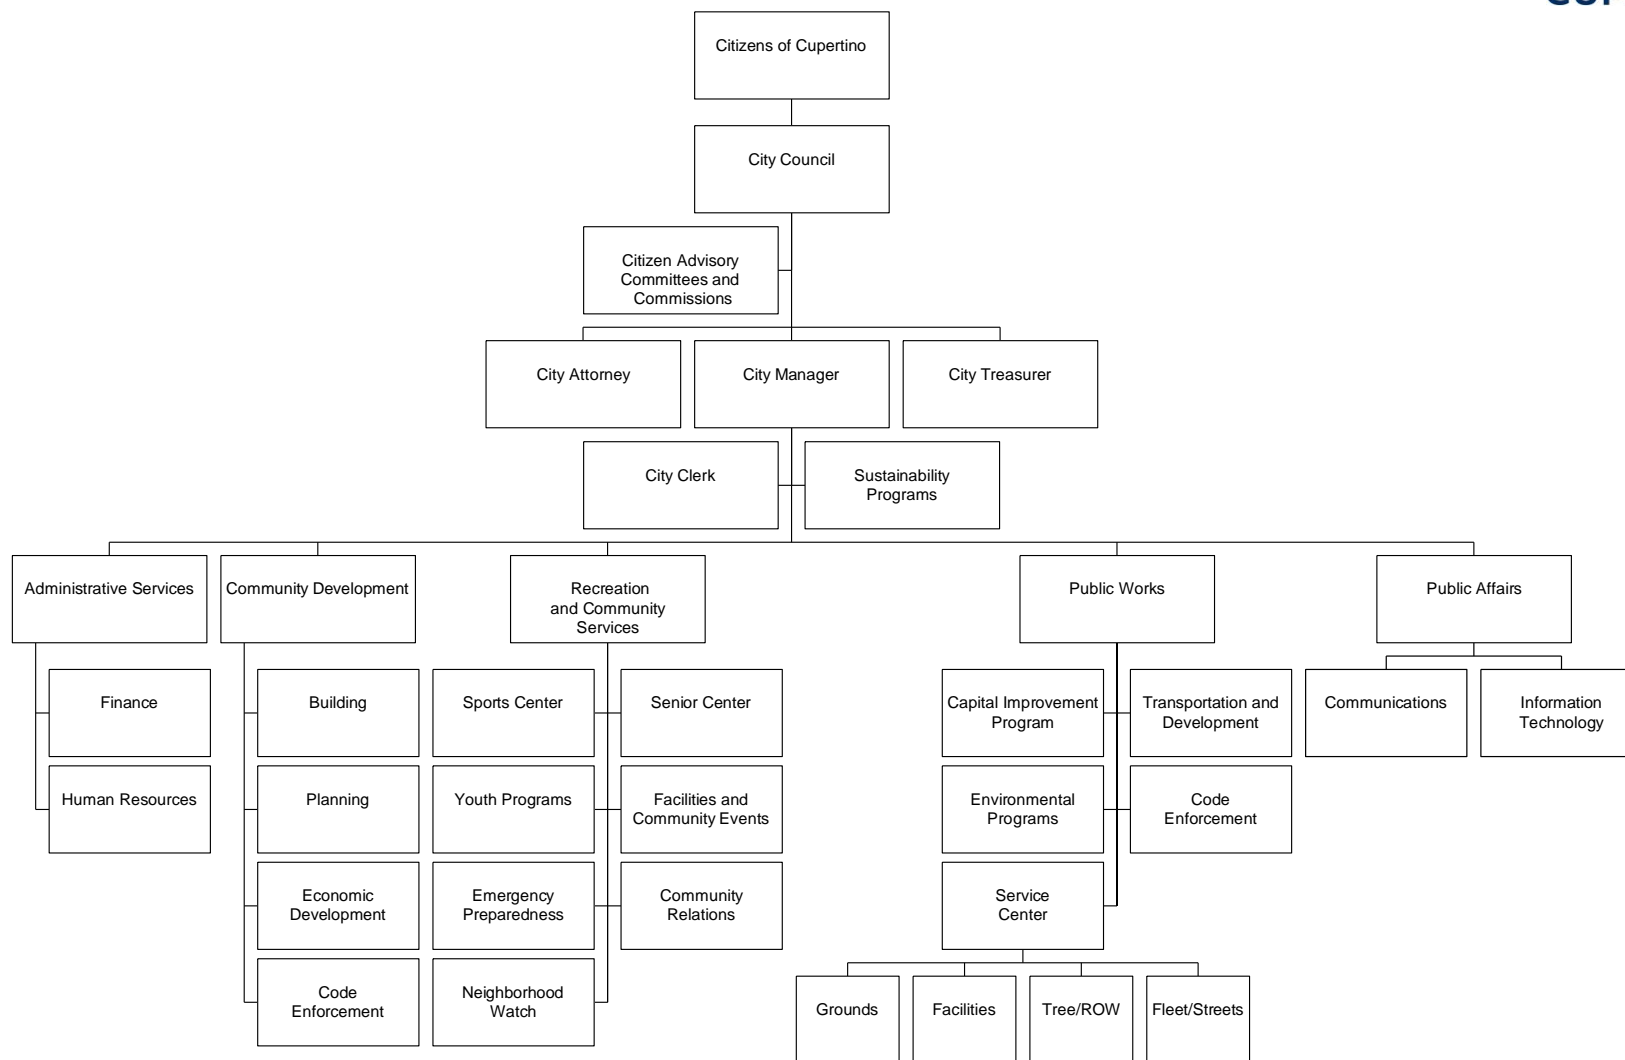 Citizens of Cupertino
City Council
Citizen Advisory
Committees and
Commissions
City Attorney
City Manager
City Treasurer
City Clerk
Sustainability
Programs
Administrative Services
Community Development
Recreation
and Community
Services
Public Works
Public Affairs
Finance
Building
Sports Center
Senior Center
Capital Improvement
Program
Transportation and
Development
Communications
Information
Technology
Human Resources
Planning
Youth Programs
Facilities and
Community Events
Environmental
Programs
Code
Enforcement
Economic
Development
Emergency
Preparedness
Community
Relations
Service
Center
Code
Enforcement
Neighborhood
Watch
Grounds
Facilities
Tree/ROW
Fleet/Streets